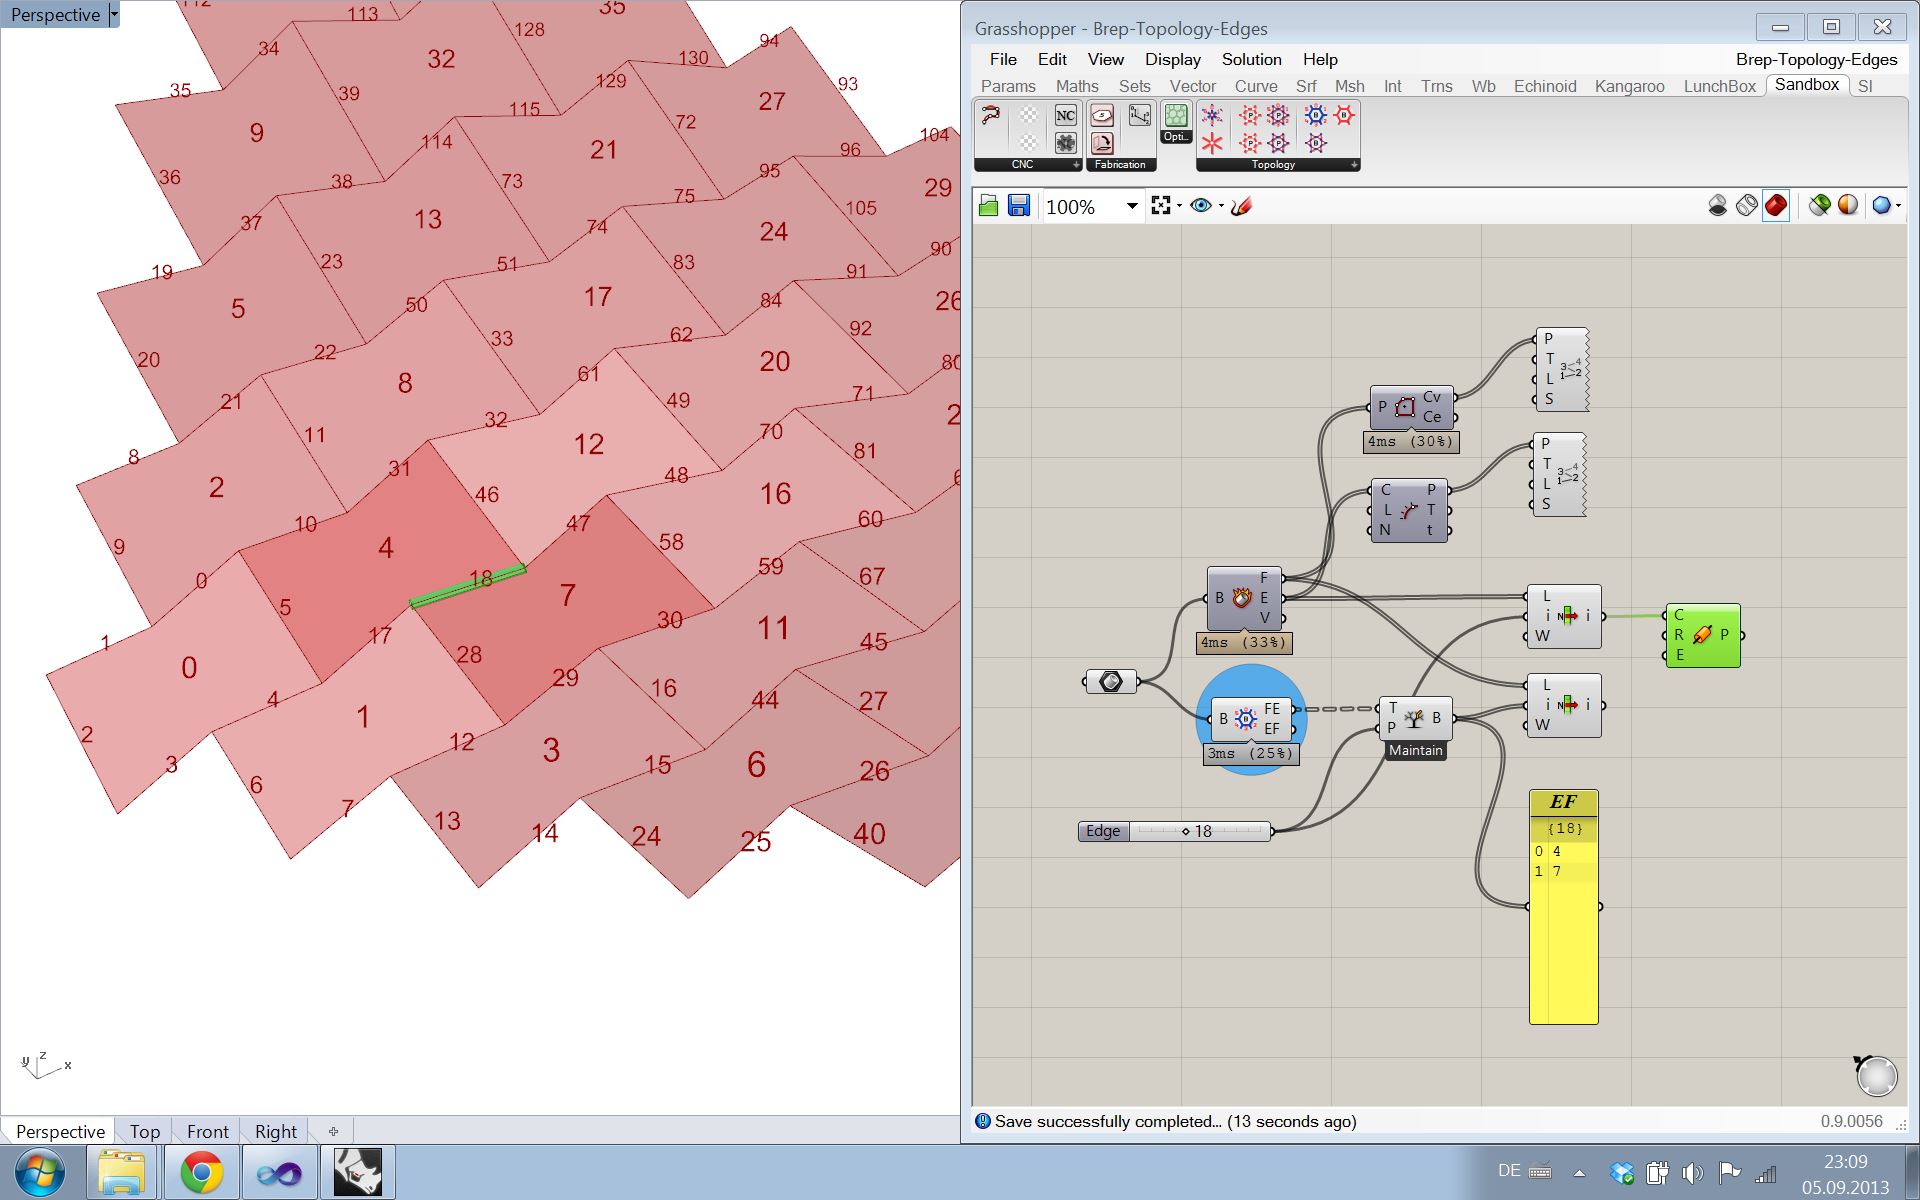 Perspective
112
113
34
35
39
32
128
35
130
94
129
93
27
115
9
36
114
72
21
104
96
38
73
95
29
37
13
75
105
74
24
19
23
51
83
90
91
5
50
17
84
26
62
33
92
20
22
20
61
80
8
21
49
71
2
32
12
70
11
8
31
48
81
2
46
16
6
10
47
60
9
4
58
18
59
67
0
5
7
1
17
30
11
45
28
0
29
16
44
27
4
1
2
12
3
15
6
26
3
6
7
13
14
24
25
40
y z x
Perspective Top Front Right
Grasshopper - Brep-Topology-Edges
File Edit View Display Solution Help Brep-Topology-Edges
Params Maths Sets Vector Curve Srf Msh Int Trns Wb Echinoid Kangaroo LunchBox Sandbox SI
NC
Opti...
CNC Fabrication Topology
100%
P
T
L
S
P Cv
Ce
4ms (30%)
P
T
L
S
C P
L T
N t
F
B E
V
4ms (33%)
L
i N i
W
C
R P
E
FE
B EF
3ms (25%)
T
P B
Maintain
L
i N i
W
Edge 18
EF
{18}
0 4
1 7
Save successfully completed... (13 seconds ago) 0.9.0056
DE
23:09
05.09.2013